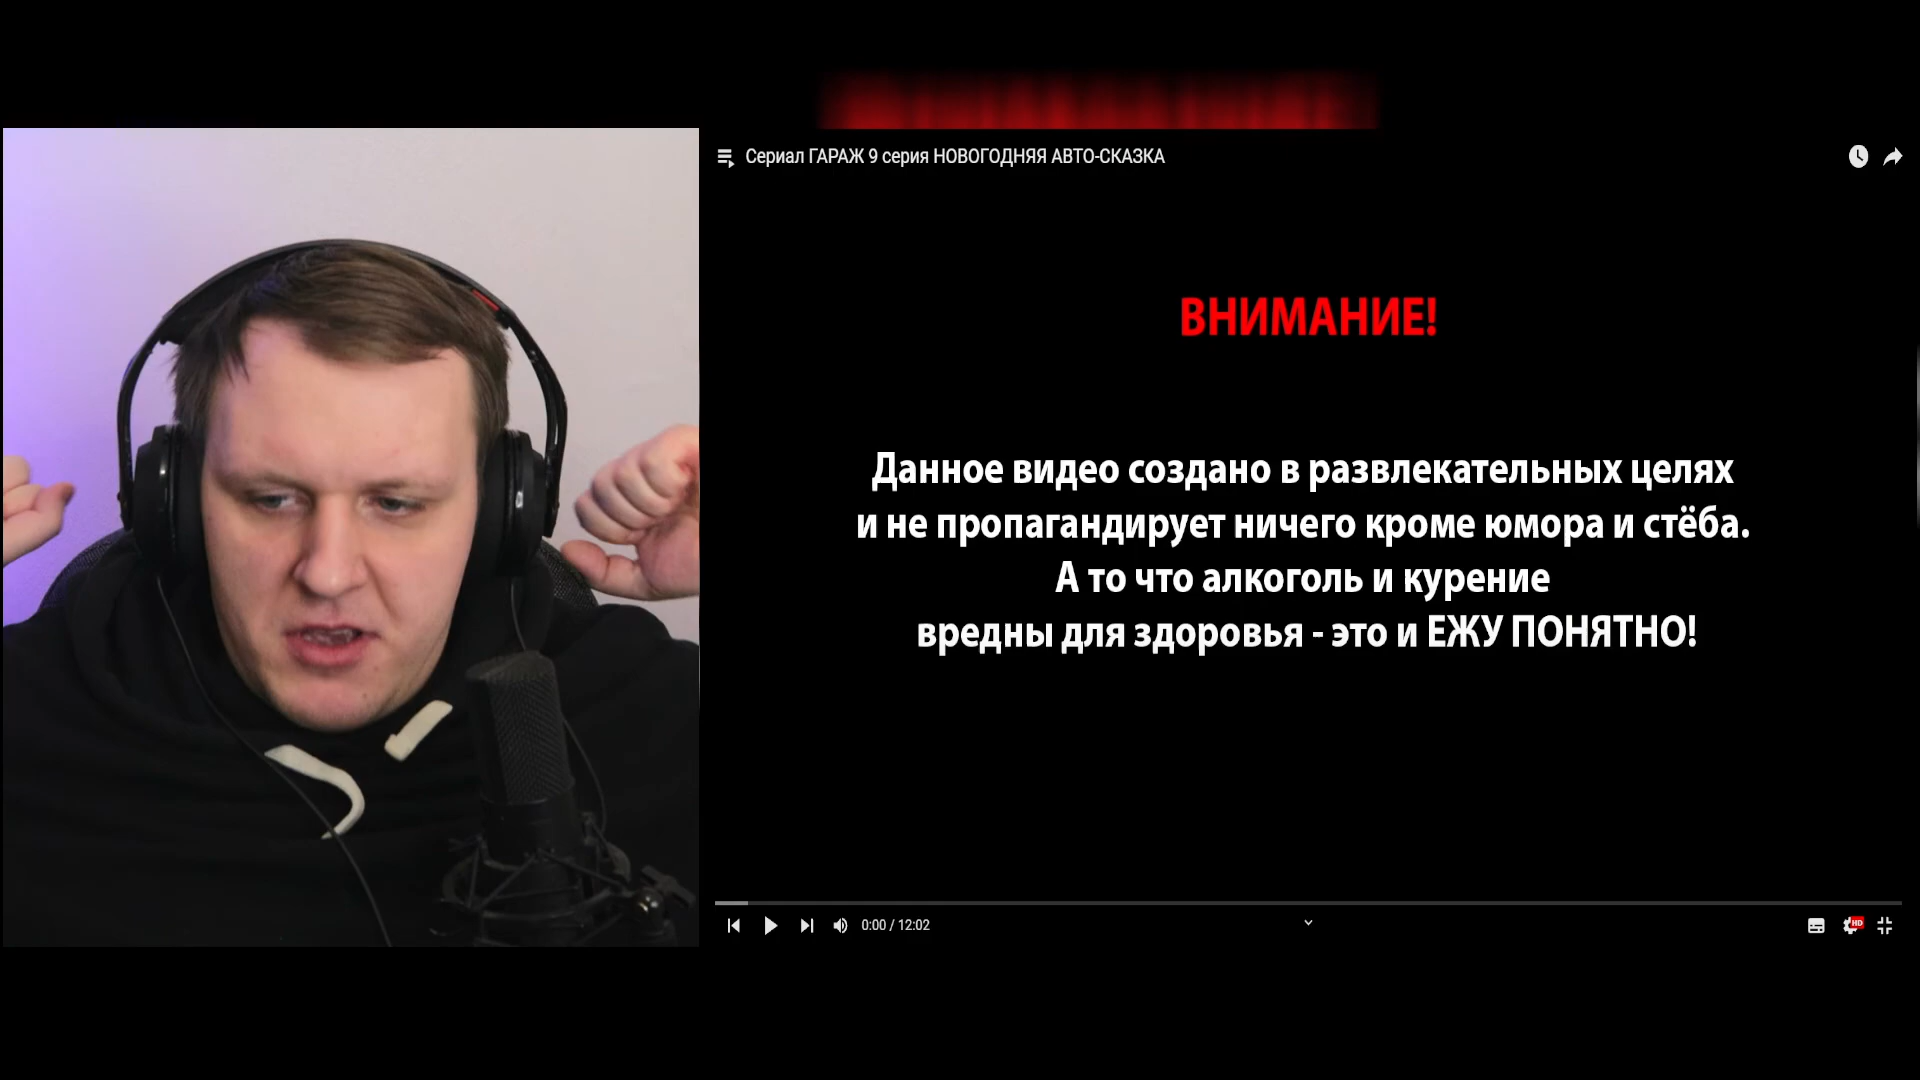 Сериал ГАРАЖ 9 серия НОВОГОДНЯЯ АВТО-СКАЗКА
ВНИМАНИЕ!
Данное видео создано в развлекательных целях
и не пропагандирует ничего кроме юмора и стёба.
А то что алкоголь и курение
вредны для здоровья - это и ЕЖУ ПОНЯТНО!
0:00 / 12:02
HD